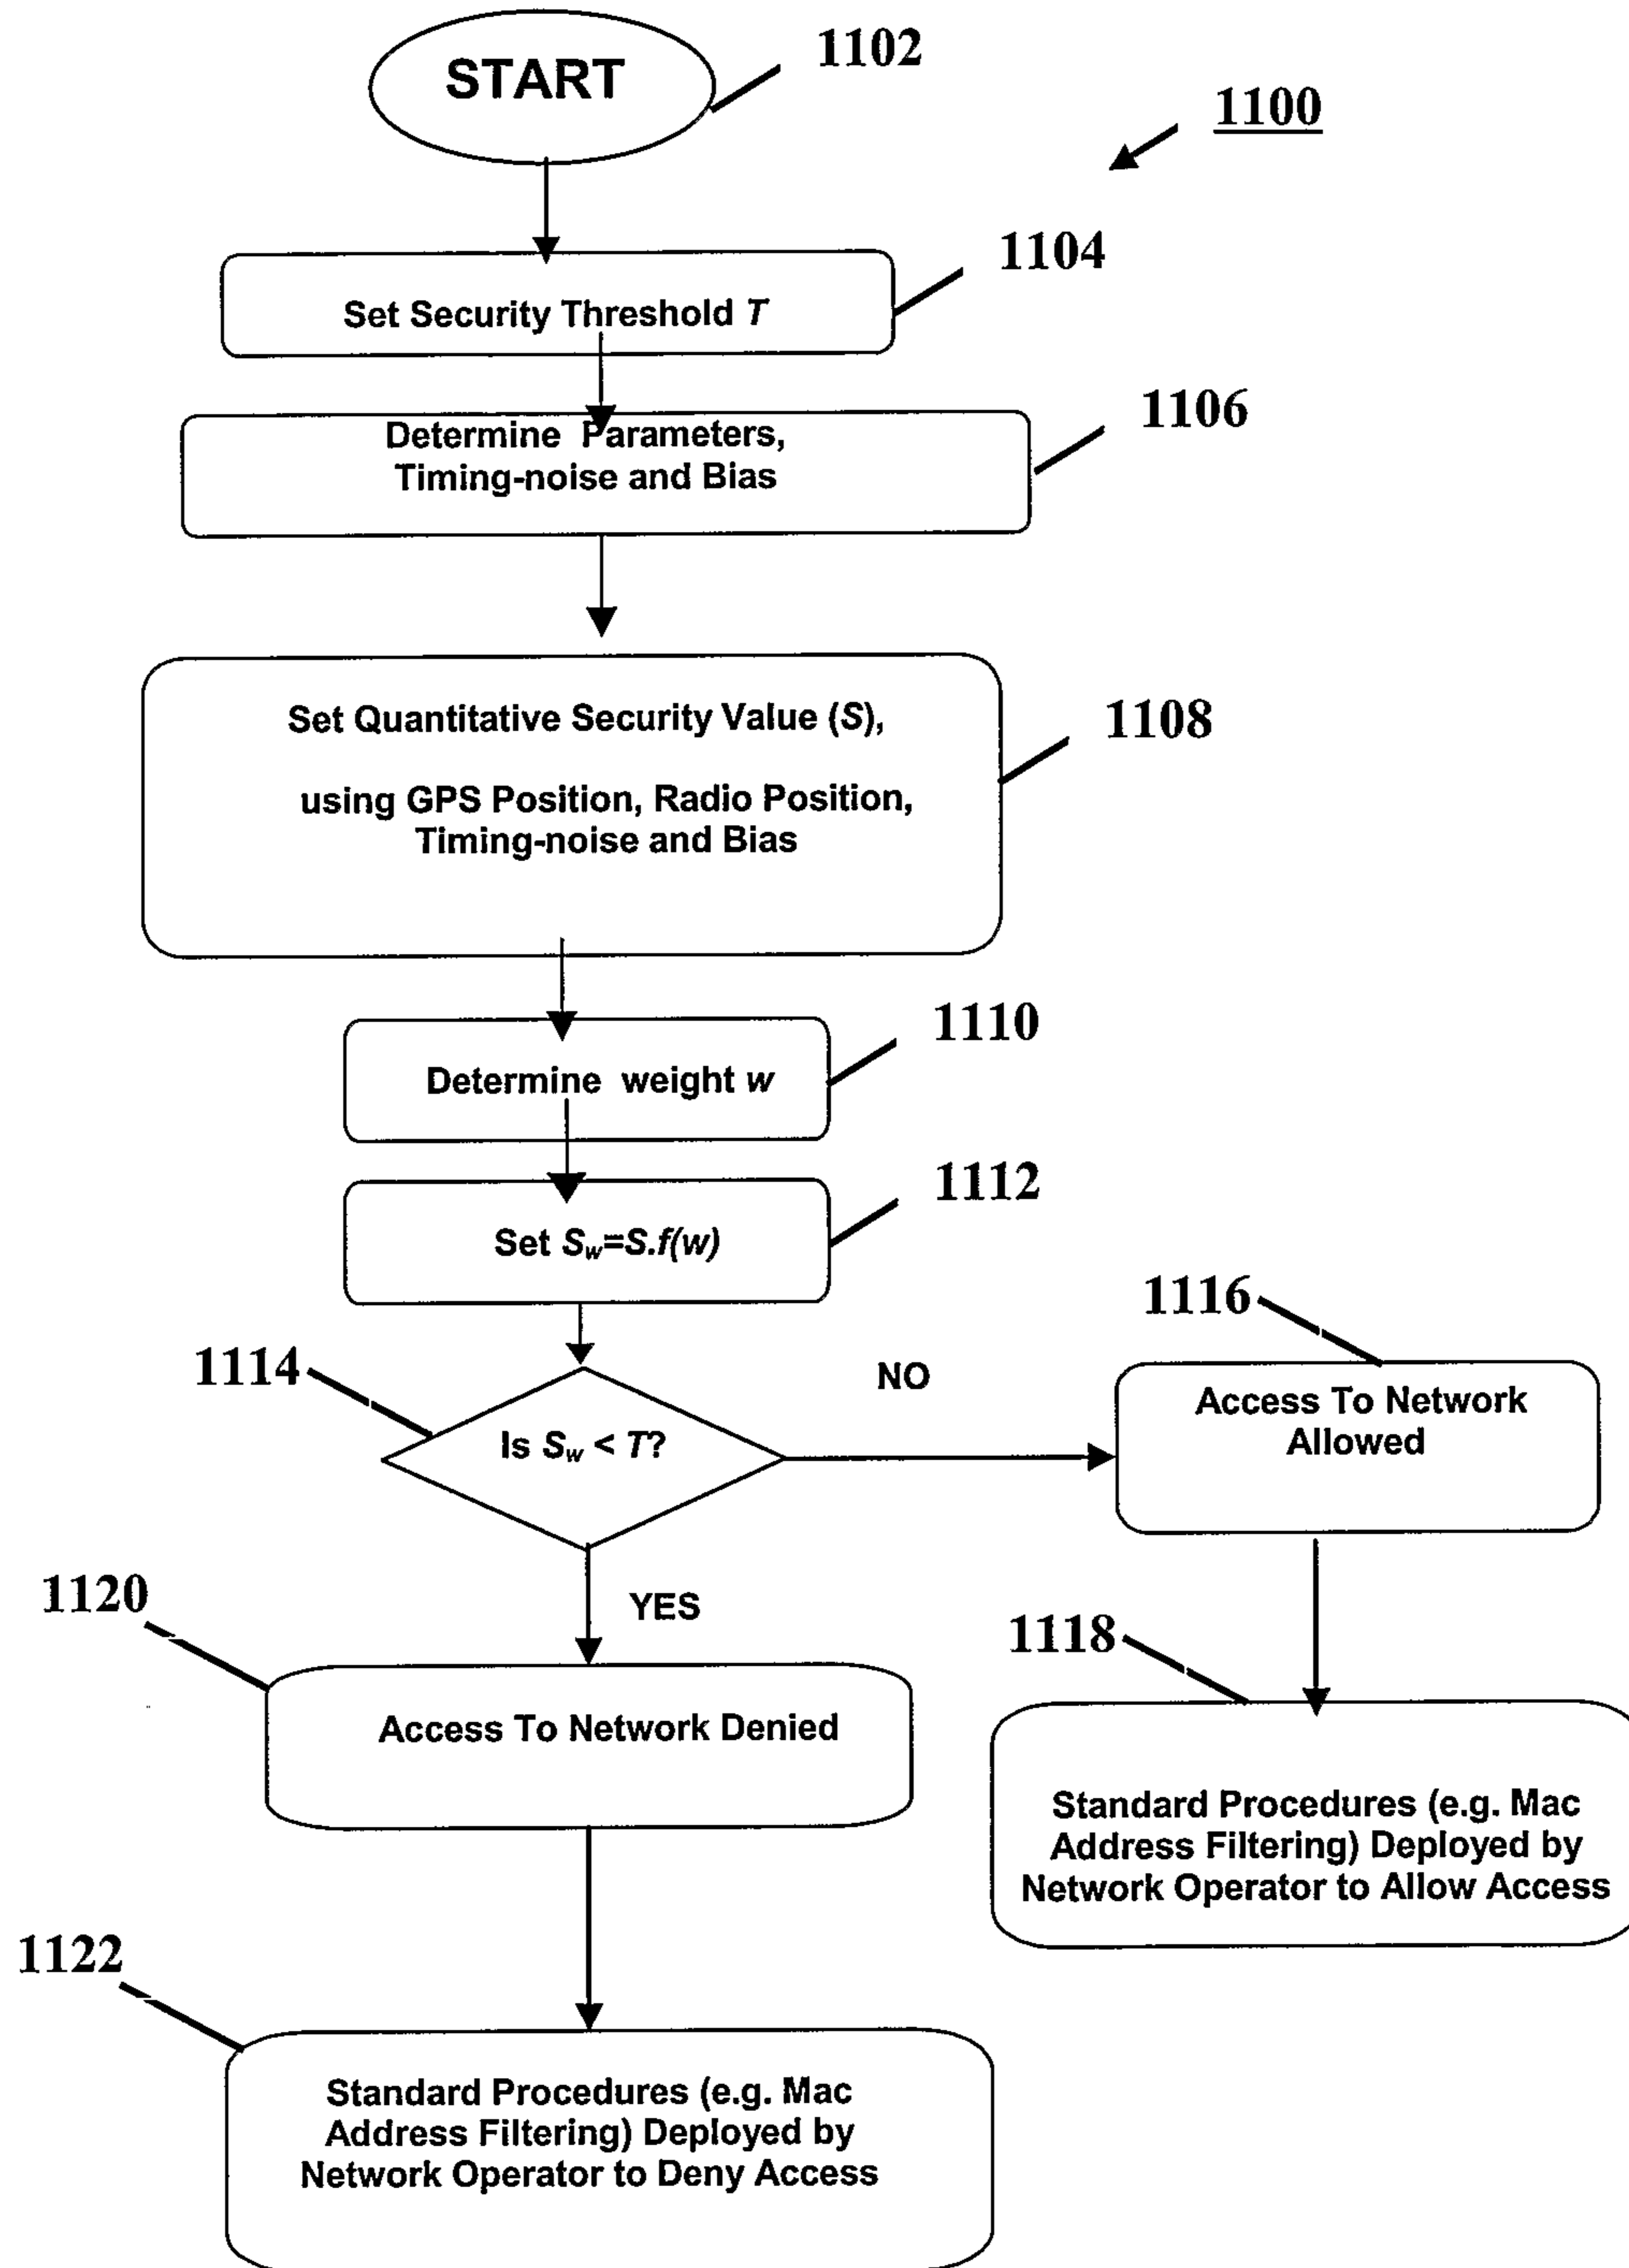 START
1102
1100
1104
Set Security Threshold T
1106
Determine Parameters,
Timing-noise and Bias
1108
Set Quantitative Security Value (S),
using GPS Position, Radio Position,
Timing-noise and Bias
1110
Determine weight w
1112
Set Sw=S.f(w)
1114
Is Sw < T?
NO
1116
Access To Network
Allowed
YES
1118
Standard Procedures (e.g. Mac
Address Filtering) Deployed by
Network Operator to Allow Access
1120
Access To Network Denied
1122
Standard Procedures (e.g. Mac
Address Filtering) Deployed by
Network Operator to Deny Access